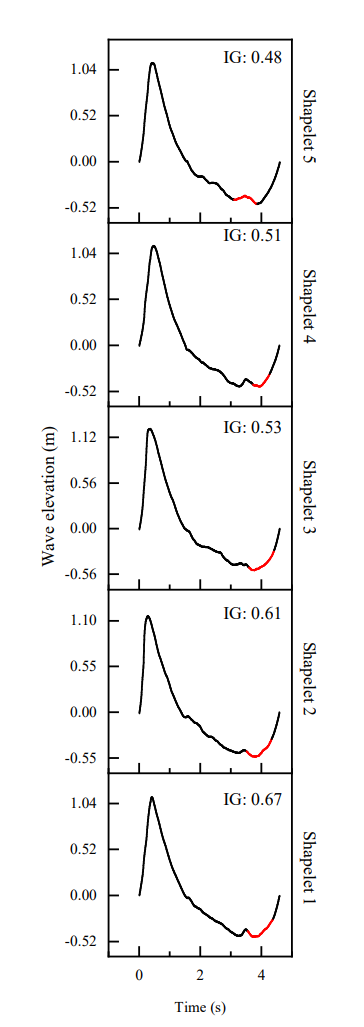 IG: 0.48
1.04
0.52
0.00
-0.52
Shapelet 5
IG: 0.51
1.04
0.52
0.00
-0.52
Shapelet 4
IG: 0.53
1.12
0.56
0.00
-0.56
Shapelet 3
Wave elevation (m)
IG: 0.61
1.10
0.55
0.00
-0.55
Shapelet 2
IG: 0.67
1.04
0.52
0.00
-0.52
Shapelet 1
0 2 4
Time (s)